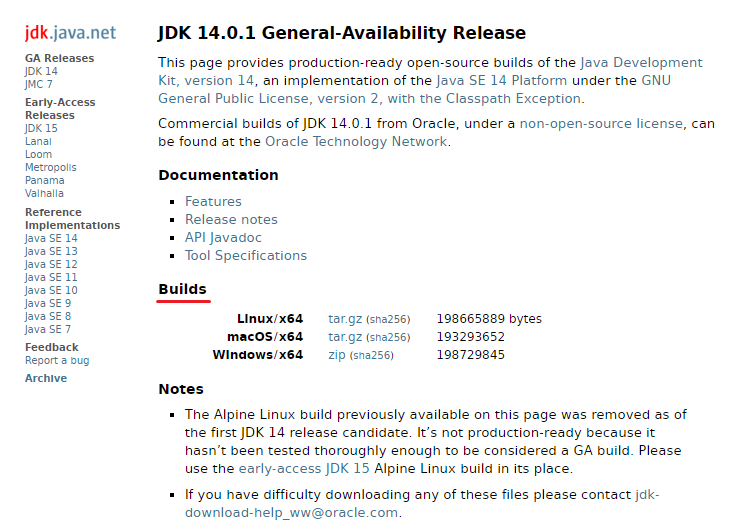 jdk.java.net
GA Releases
JDK 14
JMC 7
Early-Access
Releases
JDK 15
Lanai
Loom
Metropolis
Panama
Valhalla
Reference
Implementations
Java SE 14
Java SE 13
Java SE 12
Java SE 11
Java SE 10
Java SE 9
Java SE 8
Java SE 7
Feedback
Report a bug
Archive
JDK 14.0.1 General-Availability Release
This page provides production-ready open-source builds of the Java Development
Kit, version 14, an implementation of the Java SE 14 Platform under the GNU
General Public License, version 2, with the Classpath Exception.
Commercial builds of JDK 14.0.1 from Oracle, under a non-open-source license, can
be found at the Oracle Technology Network.
Documentation
Features
Release notes
API Javadoc
Tool Specifications
Builds
Linux/x64 tar.gz (sha256) 198665889 bytes
macOS/x64 tar.gz (sha256) 193293652
Windows/x64 zip (sha256) 198729845
Notes
The Alpine Linux build previously available on this page was removed as of
the first JDK 14 release candidate. It’s not production-ready because it
hasn’t been tested thoroughly enough to be considered a GA build. Please
use the early-access JDK 15 Alpine Linux build in its place.
If you have difficulty downloading any of these files please contact jdk-
download-help_ww@oracle.com.